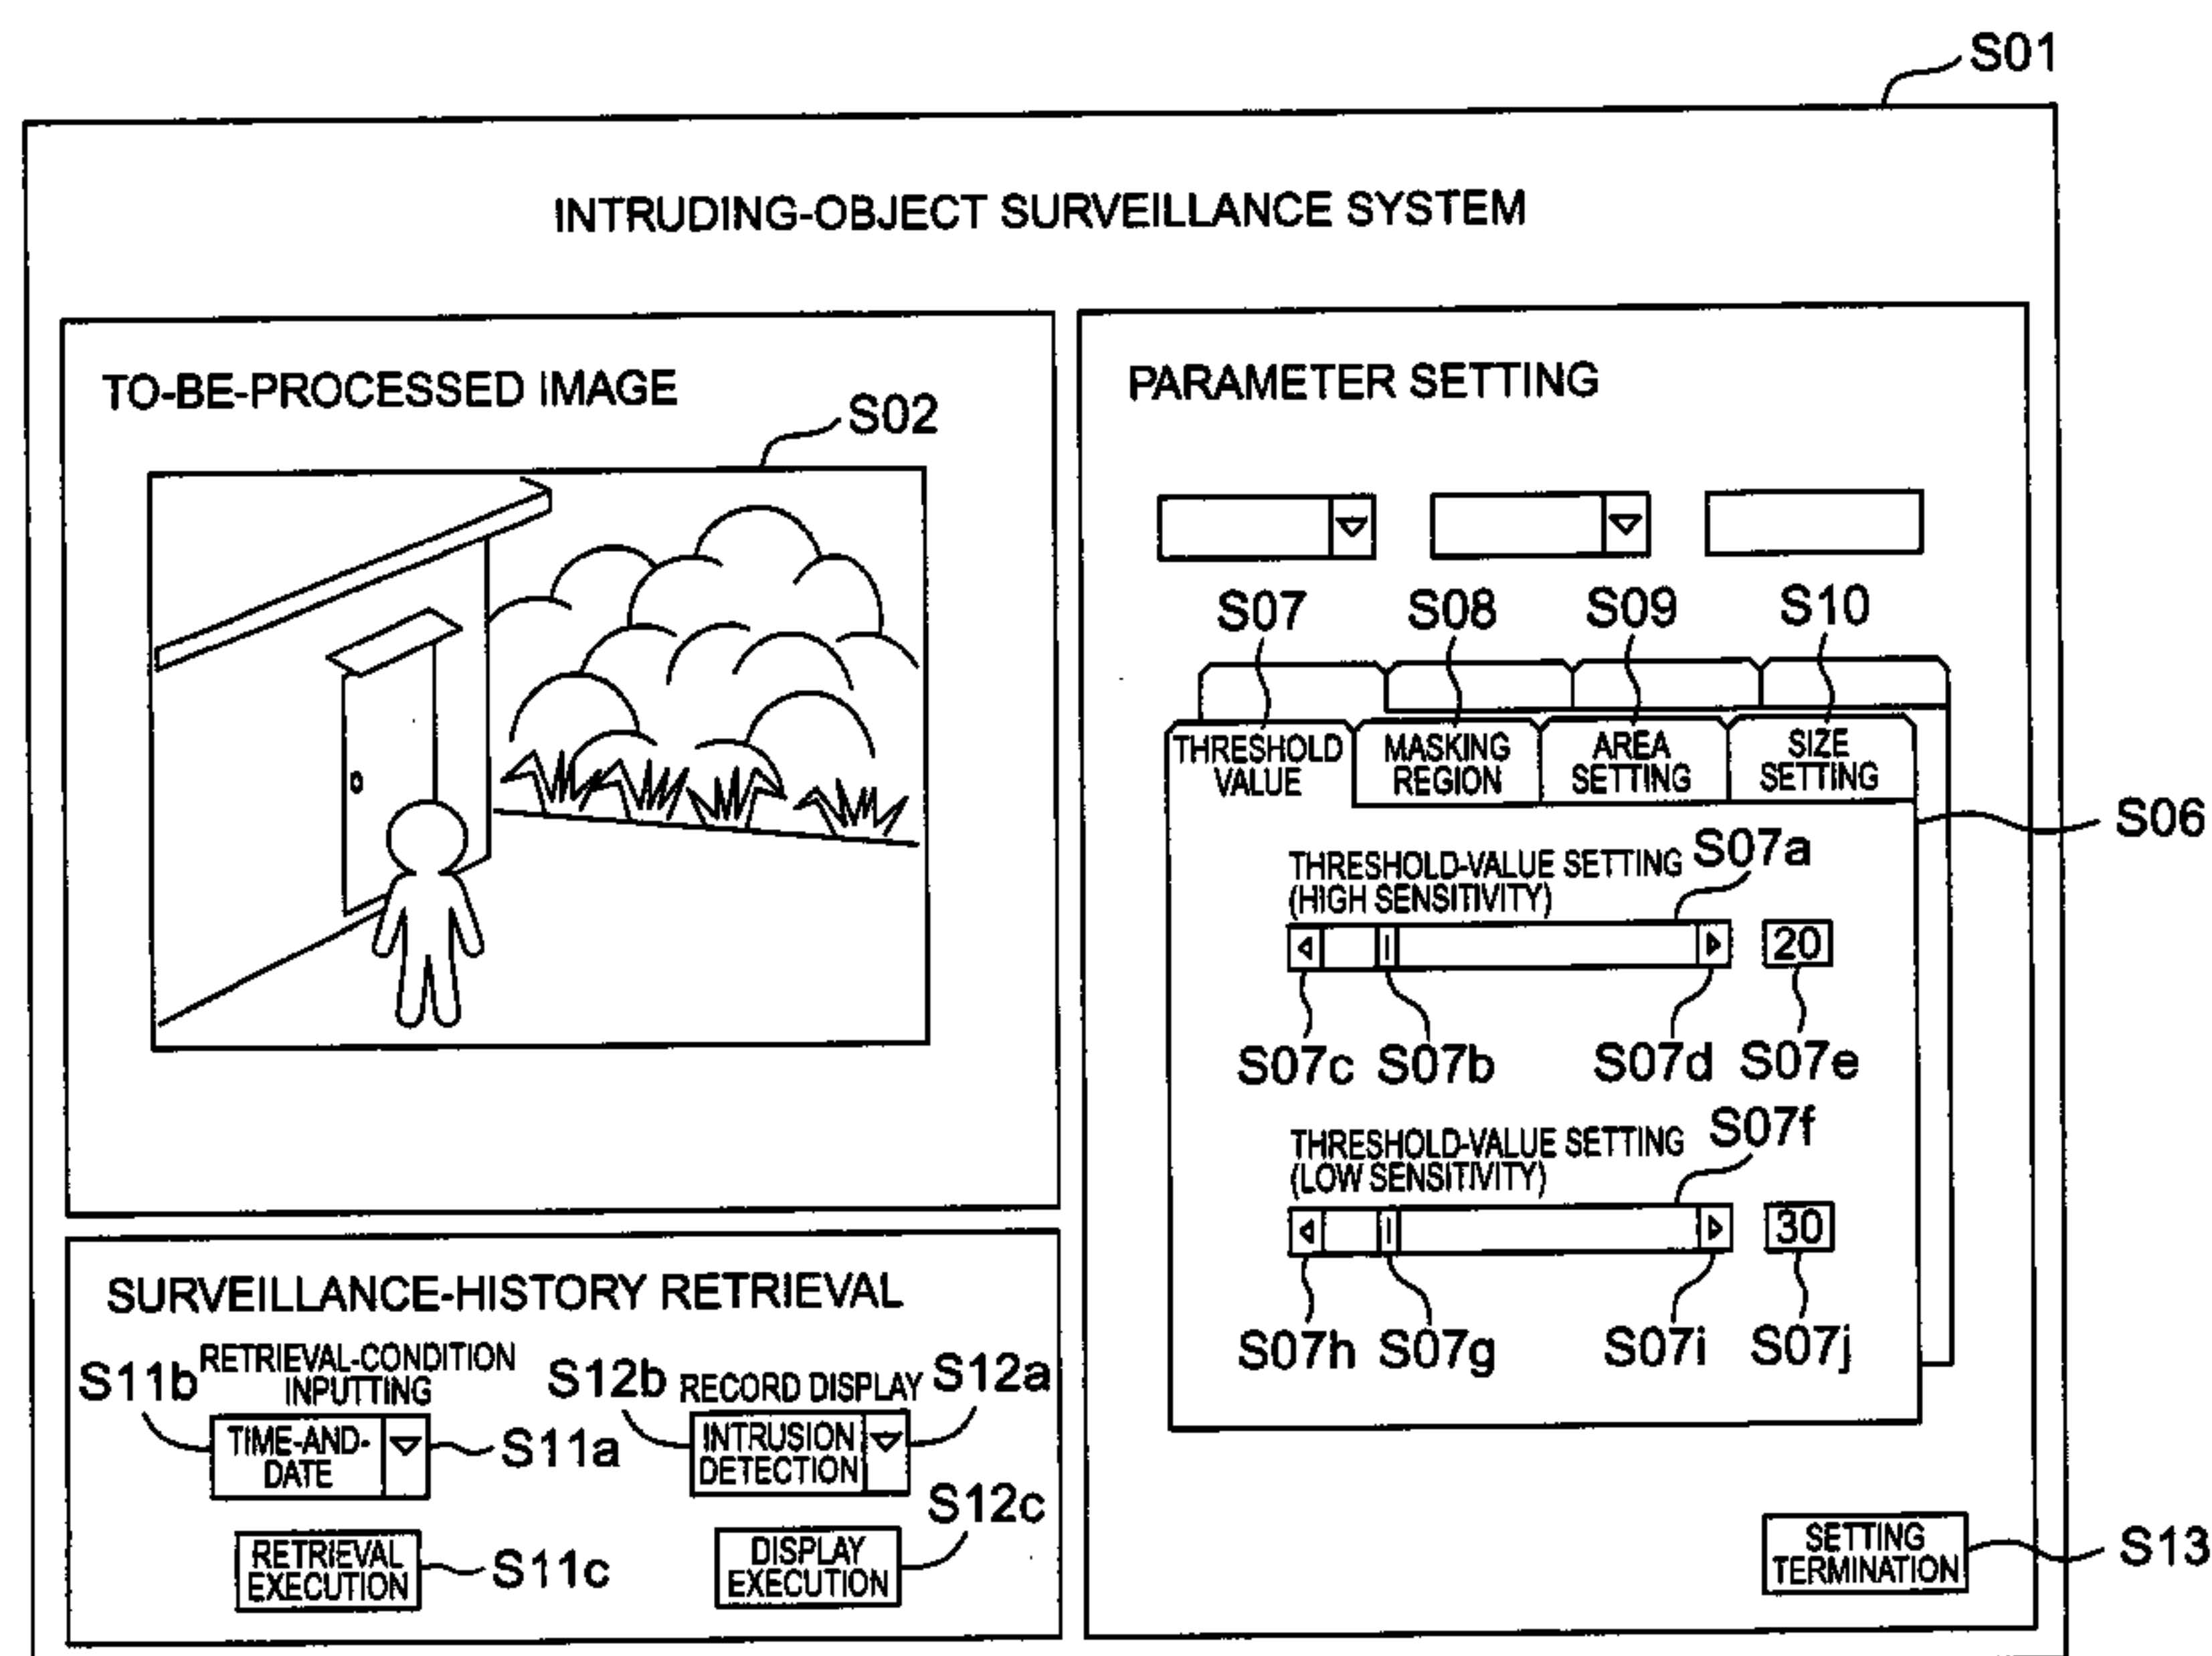 S01
INTRUDING-OBJECT SURVEILLANCE SYSTEM
TO-BE-PROCESSED IMAGE
S02
PARAMETER SETTING
S07 S08 S09 S10
THRESHOLD
VALUE
MASKING
REGION
AREA
SETTING
SIZE
SETTING
S06
THRESHOLD-VALUE SETTING
(HIGH SENSITIVITY)
S07a
20
S07c S07b S07d S07e
THRESHOLD-VALUE SETTING
(LOW SENSITIVITY)
S07f
30
S07h S07g S07i S07j
SURVEILLANCE-HISTORY RETRIEVAL
RETRIEVAL-CONDITION
INPUTTING
S11b
TIME-AND-
DATE
S11a
S12b
RECORD DISPLAY
S12a
INTRUSION
DETECTION
RETRIEVAL
EXECUTION
S11c
DISPLAY
EXECUTION
S12c
SETTING
TERMINATION
S13